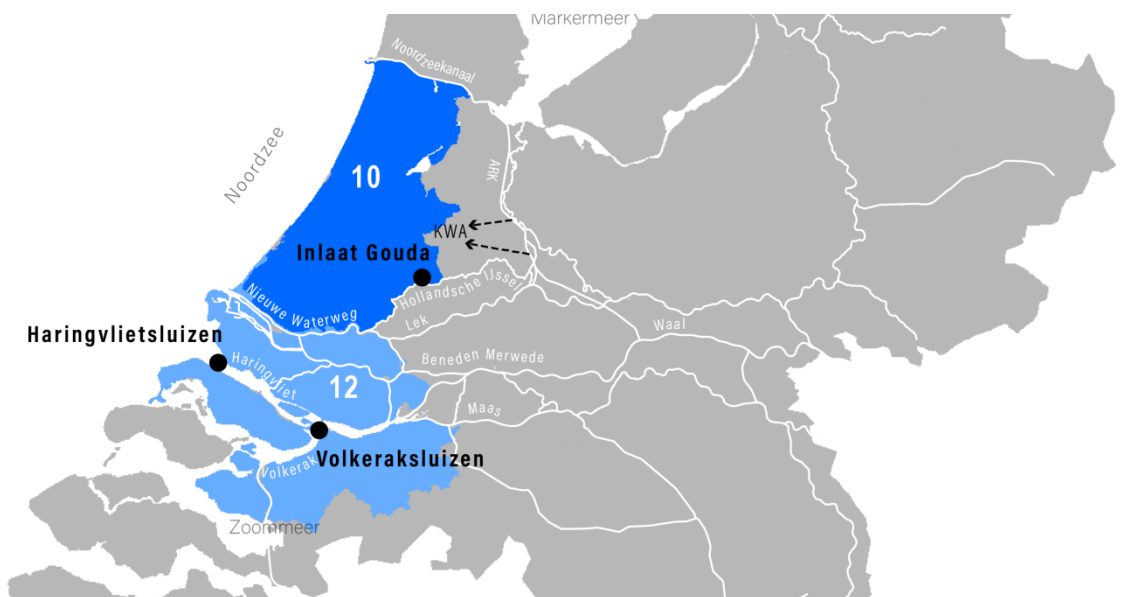 Markermeer
Noordzeekanaal
Noordzee
ARK
10
KWA
Inlaat Gouda
Hollandsche IJssel
Nieuwe Waterweg
Lek
Waal
Haringvlietsluizen
Haringvliet
Beneden Merwede
12
Maas
Volkerak
Volkeraksluizen
Zoommeer